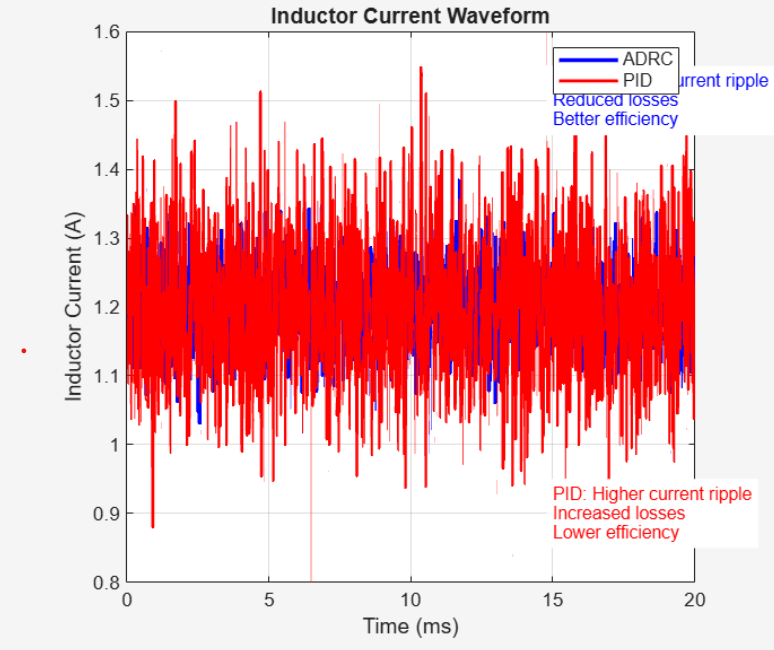 Inductor Current Waveform
1.6
1.5
1.4
1.3
1.2
1.1
1
0.9
0.8
Inductor Current (A)
ADRC
PID
ripple
Reduced losses
Better efficiency
PID: Higher current ripple
Increased losses
Lower efficiency
0
5
10
15
20
Time (ms)